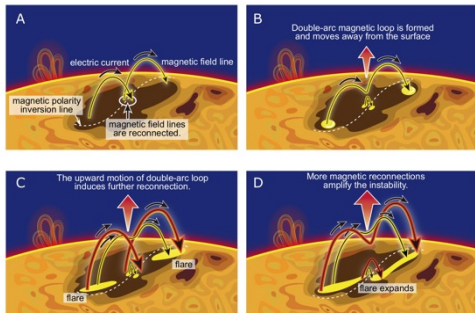 A
electric current
magnetic field line
magnetic polarity
inversion line
magnetic field lines
are reconnected.
B
Double-arc magnetic loop is formed
and moves away from the surface
C
The upward motion of double-arc loop
induces further reconnection.
flare
flare
D
More magnetic reconnections
amplify the instability.
flare expands